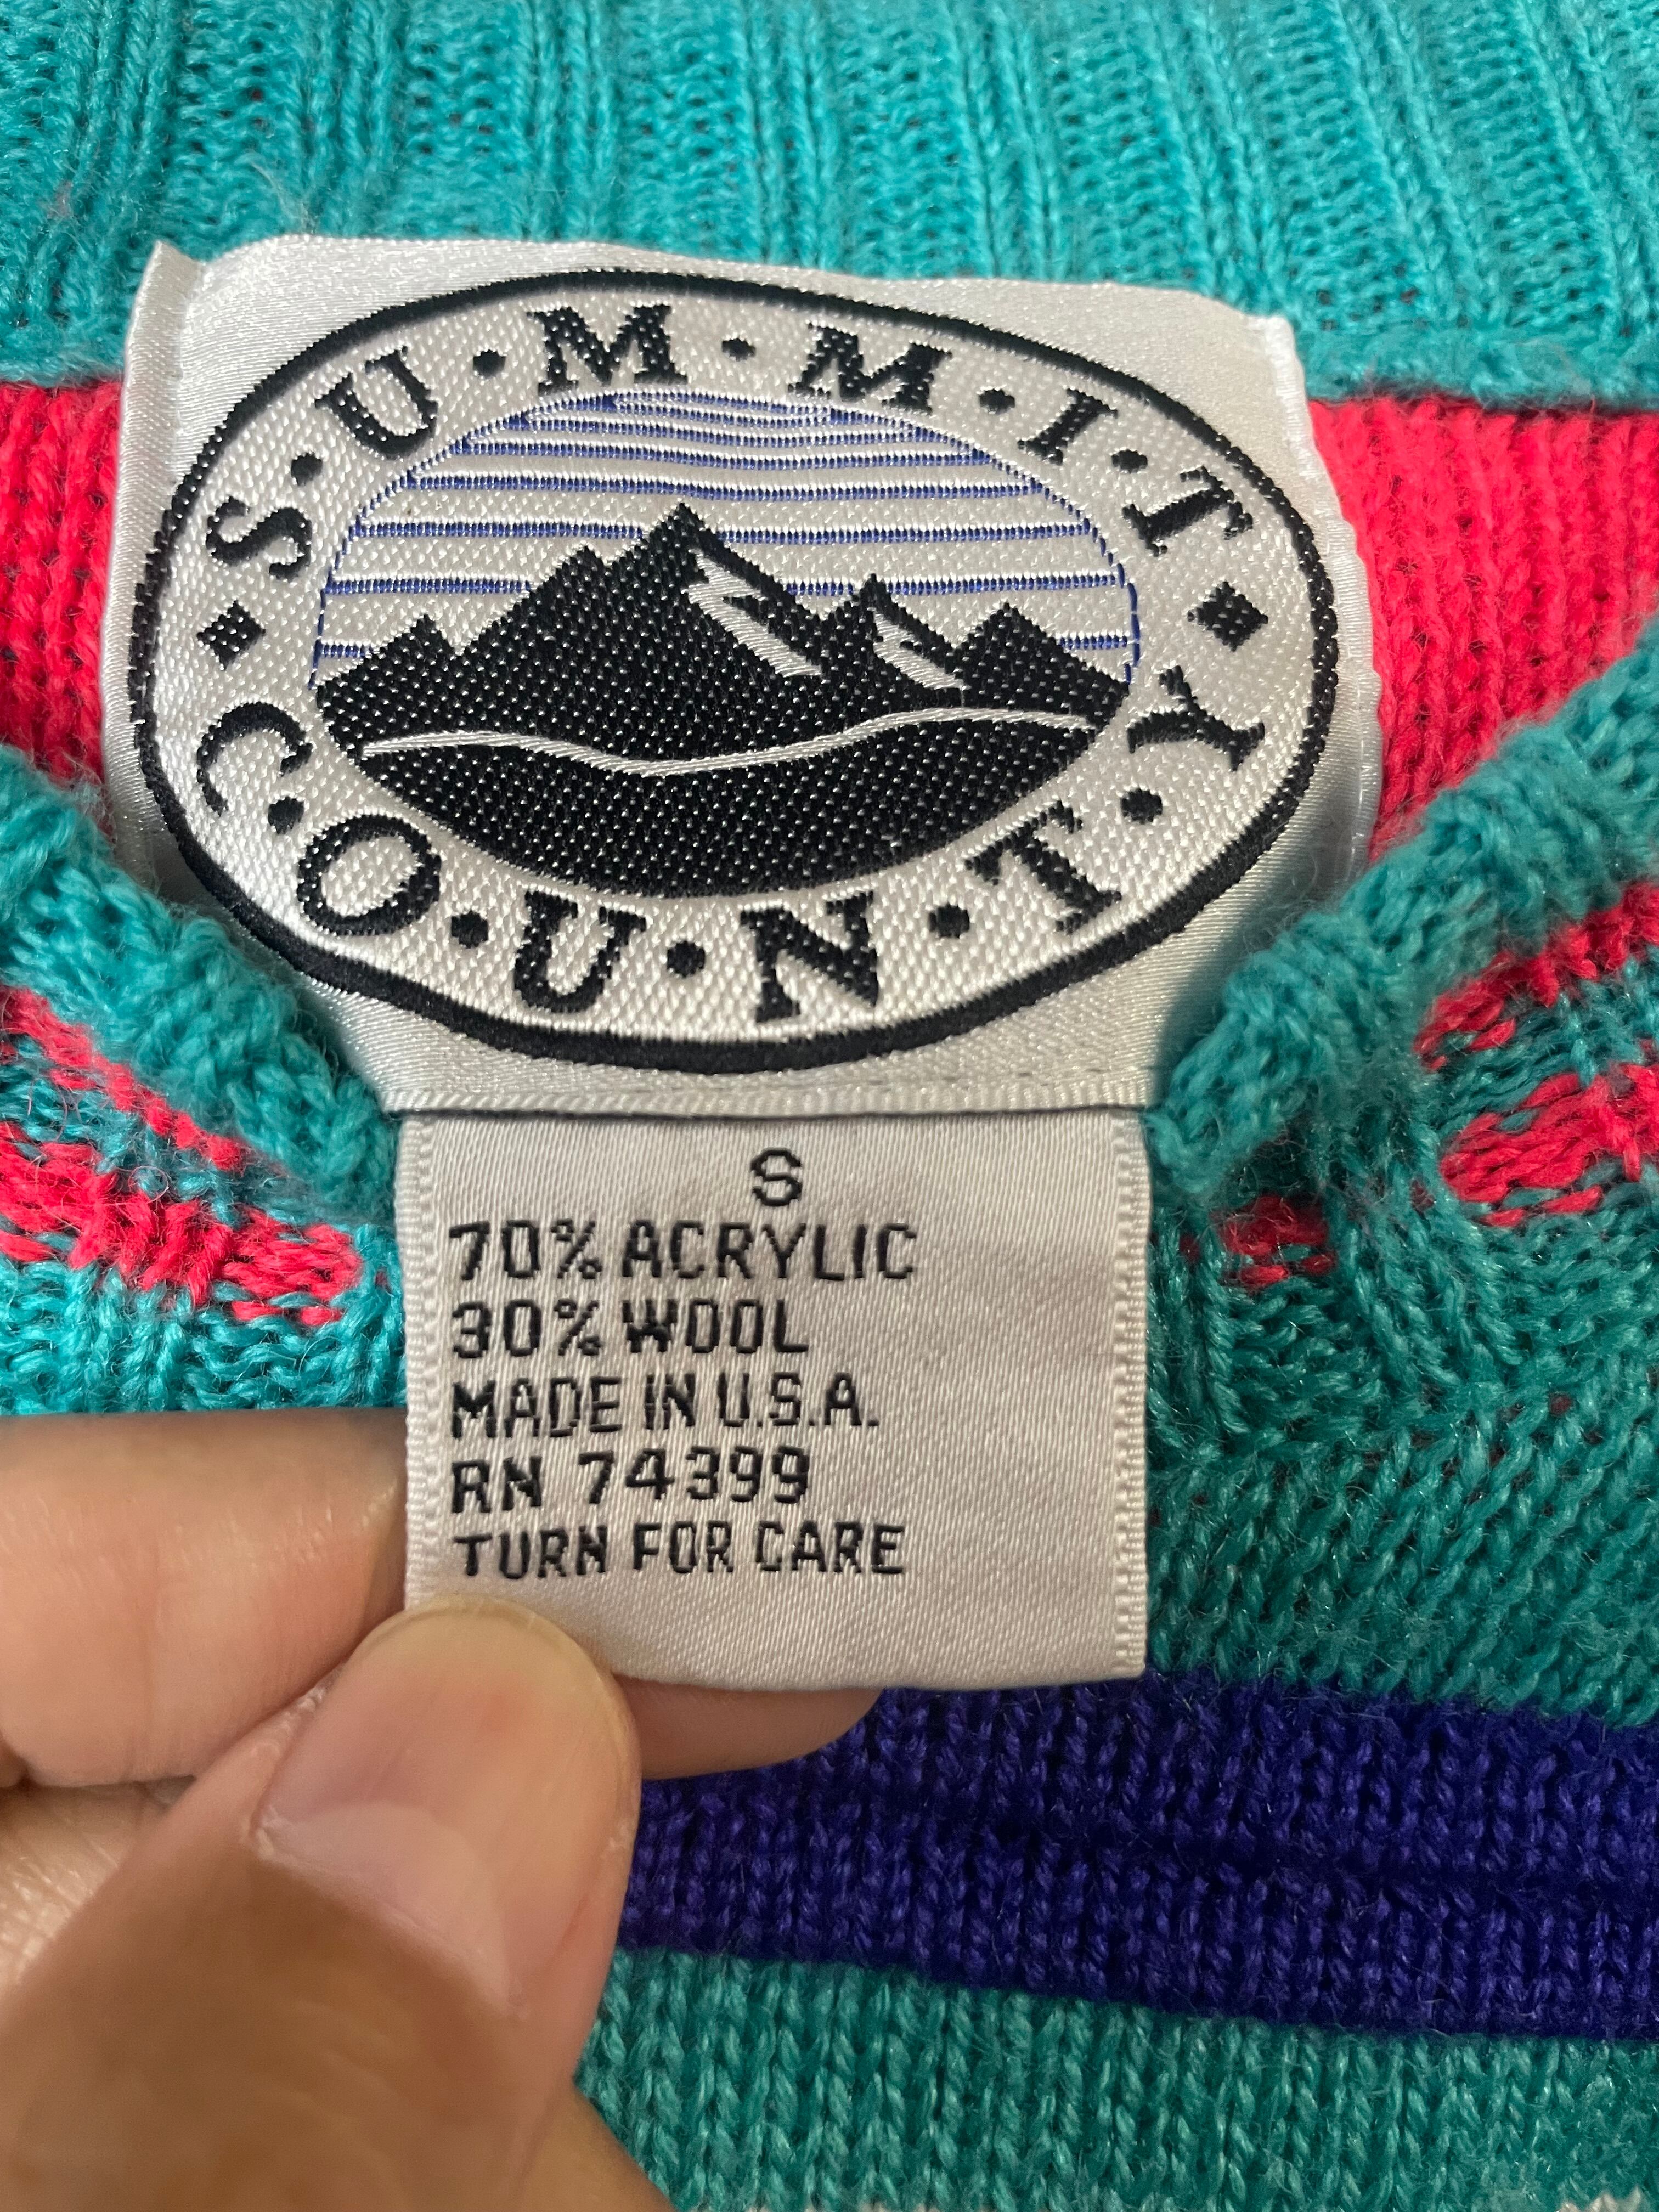 S·U·M·M·I·T
C·O·U·N·T·Y
S
70% ACRYLIC
30% WOOL
MADE IN U.S.A.
RN 74399
TURN FOR CARE